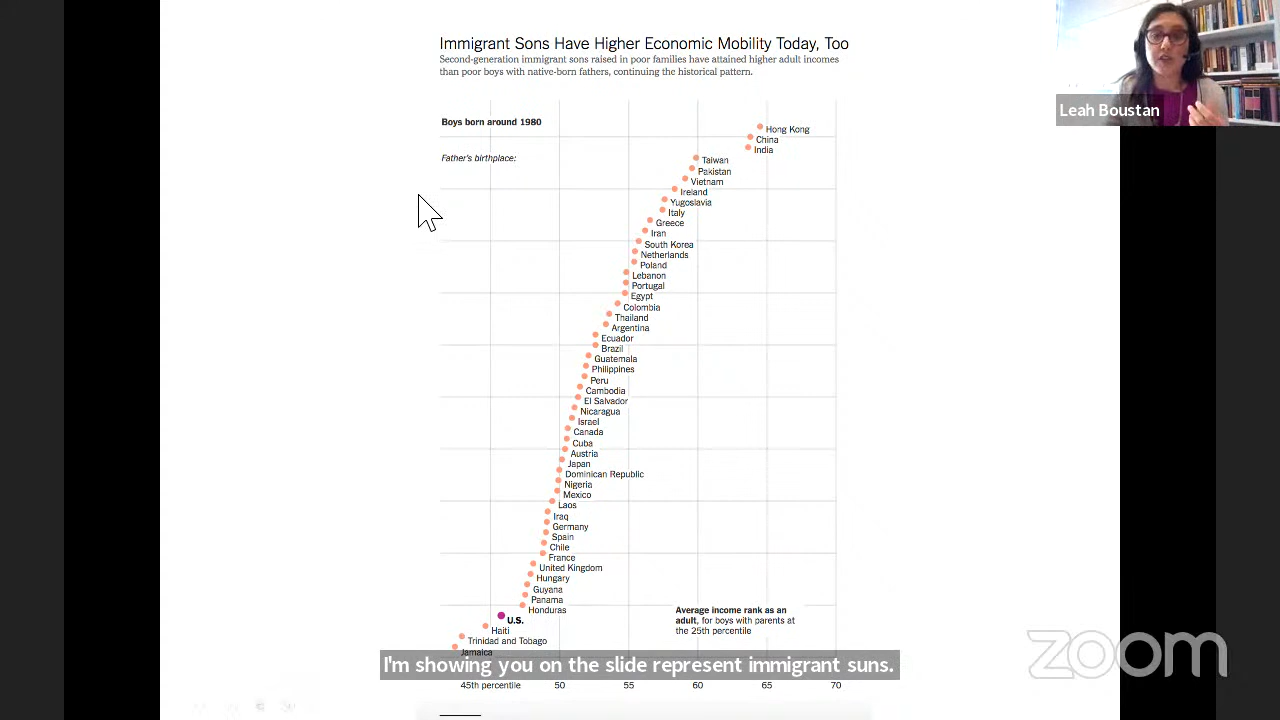 Immigrant Sons Have Higher Economic Mobility Today, Too
Second-generation immigrant sons raised in poor families have attained higher adult incomes
than poor boys with native-born fathers, continuing the historical pattern.
Leah Boustan
Boys born around 1980
Father's birthplace:
Hong Kong
China
India
Taiwan
Pakistan
Vietnam
Ireland
Yugoslavia
Italy
Greece
Iran
South Korea
Netherlands
Poland
Lebanon
Portugal
Egypt
Colombia
Thailand
Argentina
Ecuador
Brazil
Guatemala
Philippines
Peru
Cambodia
El Salvador
Nicaragua
Israel
Canada
Cuba
Austria
Japan
Dominican Republic
Nigeria
Mexico
Laos
Iraq
Germany
Spain
Chile
France
United Kingdom
Hungary
Guyana
Panama
Honduras
U.S.
Haiti
Trinidad and Tobago
Jamaica
Average income rank as an
adult, for boys with parents at
the 25th percentile
I'm showing you on the slide represent immigrant suns.
zoom
45th percentile 50 55 60 65 70